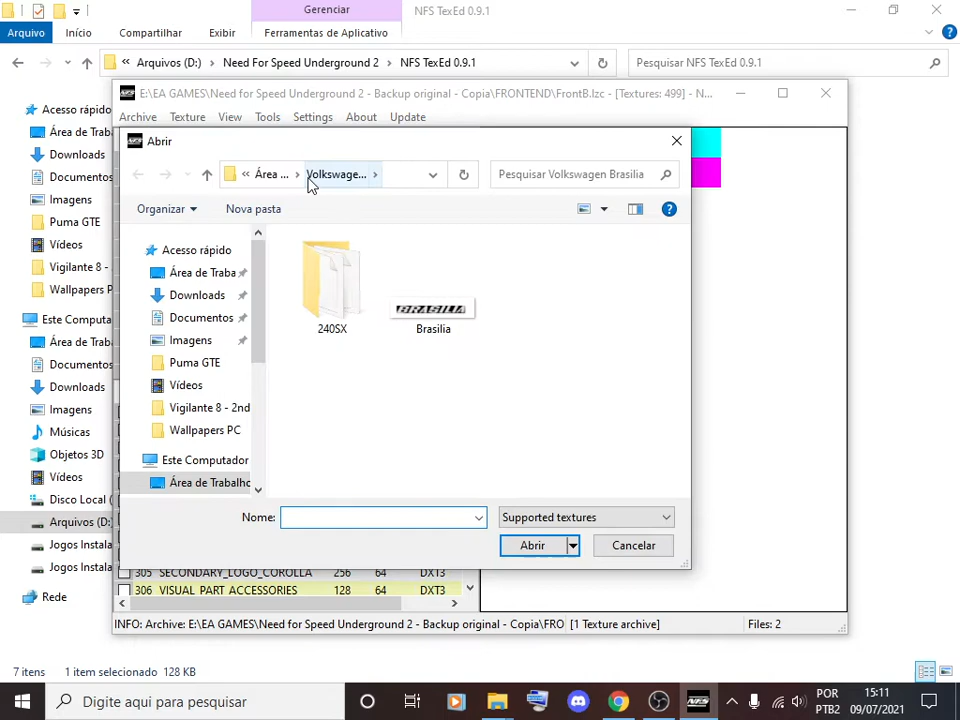 Gerenciar
NFS TexEd 0.9.1
Arquivo
Início
Compartilhar
Exibir
Ferramentas de Aplicativo
« Arquivos (D:) › Need For Speed Underground 2 › NFS TexEd 0.9.1
Pesquisar NFS TexEd 0.9.1
Acesso rápido
Área de Traba
Downloads
Documentos
Imagens
Puma GTE
Vídeos
Vigilante 8 -
Wallpapers P
Este Computa
Área de Traba
Documentos
Downloads
Imagens
Músicas
Objetos 3D
Vídeos
Disco Local (
Arquivos (D:)
Jogos Instala
Jogos Instala
Rede
E:\EA GAMES\Need for Speed Underground 2 - Backup original - Copia\FRONTEND\FrontB.lzc - [Textures: 499] - N...
Archive Texture View Tools Settings About Update
Abrir
« Área ... › Volkswage... ›
Pesquisar Volkswagen Brasilia
Organizar
Nova pasta
Acesso rápido
Área de Traba
Downloads
Documentos
Imagens
Puma GTE
Vídeos
Vigilante 8 - 2nd
Wallpapers PC
Este Computador
Área de Trabalho
240SX
BRASILIA
Brasilia
Nome:
Supported textures
Abrir
Cancelar
305 SECONDARY_LOGO_COROLLA 256 64 DXT3
306 VISUAL_PART_ACCESSORIES 128 64 DXT3
INFO: Archive: E:\EA GAMES\Need for Speed Underground 2 - Backup original - Copia\FRO
[1 Texture archive]
Files: 2
7 itens
1 item selecionado 128 KB
Digite aqui para pesquisar
POR
PTB2
15:11
09/07/2021